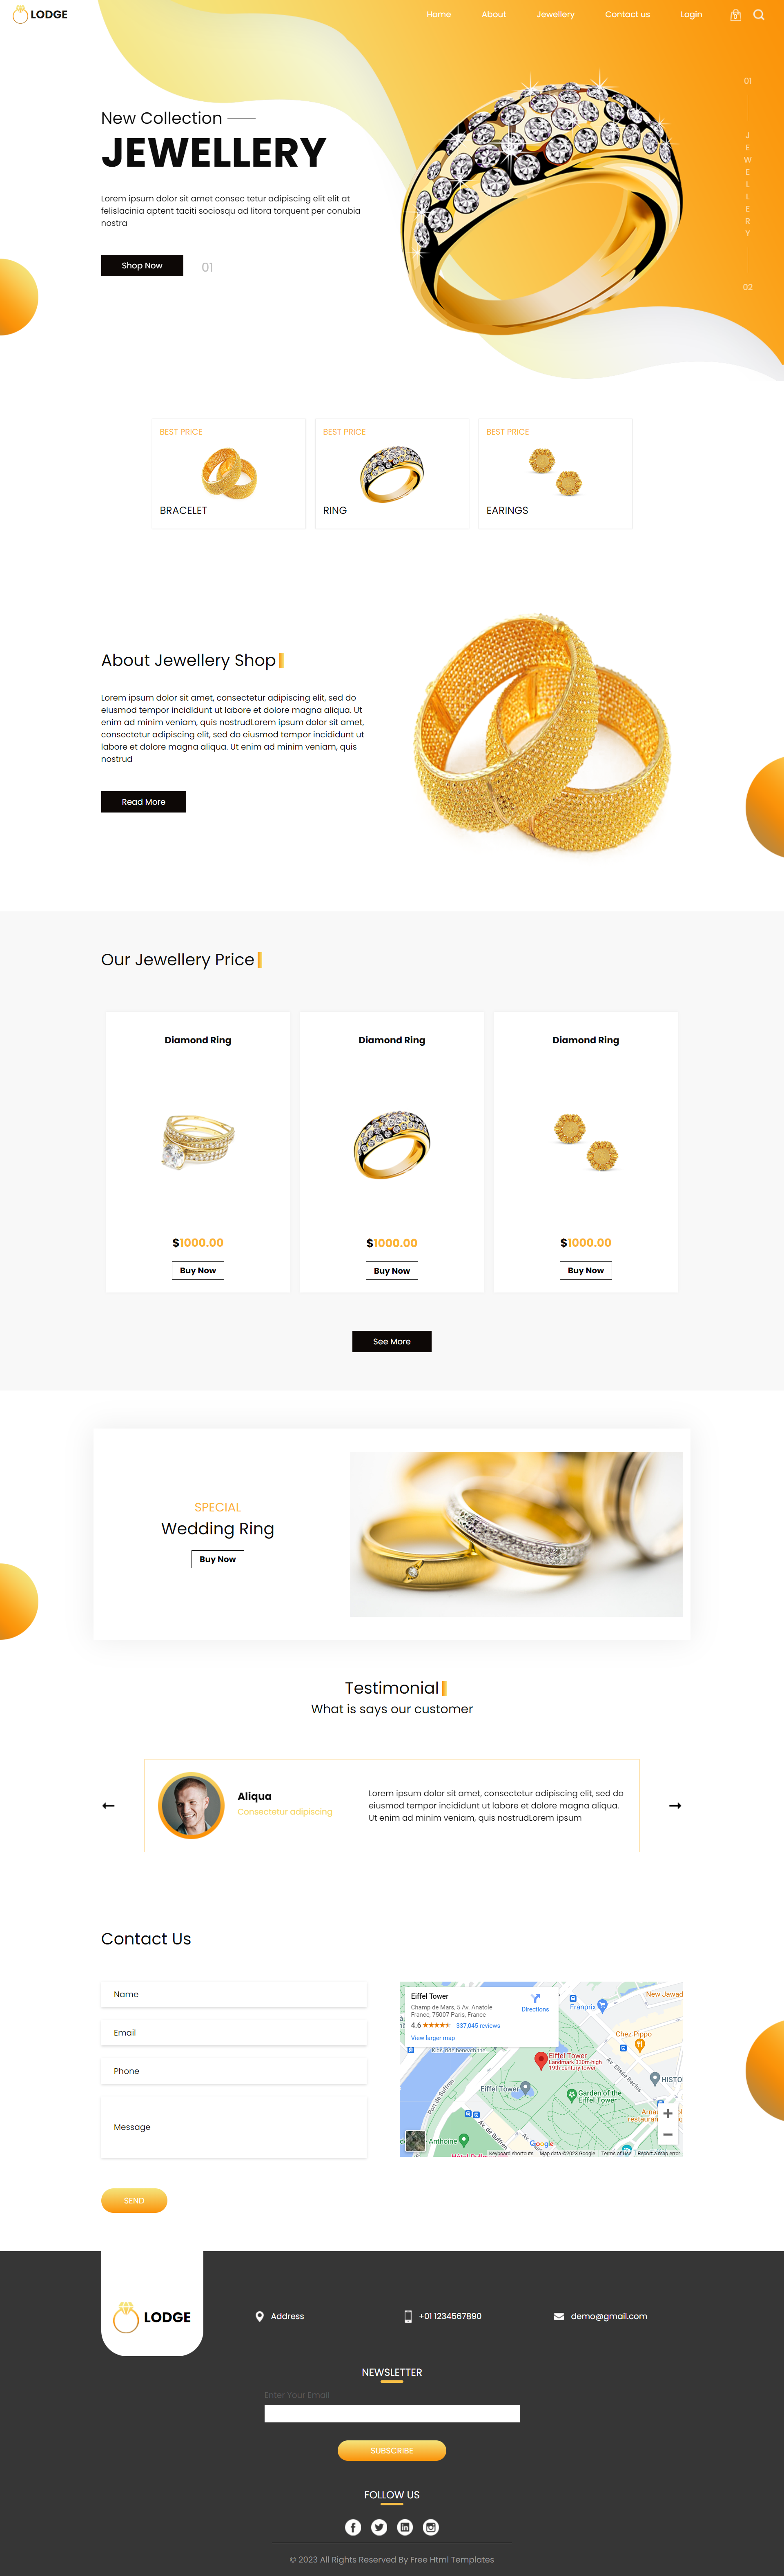 LODGE
Home
About
Jewellery
Contact us
Login
0
New Collection
JEWELLERY
Lorem ipsum dolor sit amet consec tetur adipiscing elit elit at
felislacinia aptent taciti sociosqu ad litora torquent per conubia
nostra
Shop Now
01
01
JEWELLERY
02
BEST PRICE
BRACELET
BEST PRICE
RING
BEST PRICE
EARINGS
About Jewellery Shop
Lorem ipsum dolor sit amet, consectetur adipiscing elit, sed do
eiusmod tempor incididunt ut labore et dolore magna aliqua. Ut
enim ad minim veniam, quis nostrudLorem ipsum dolor sit amet,
consectetur adipiscing elit, sed do eiusmod tempor incididunt ut
labore et dolore magna aliqua. Ut enim ad minim veniam, quis
nostrud
Read More
Our Jewellery Price
Diamond Ring
$1000.00
Buy Now
Diamond Ring
$1000.00
Buy Now
Diamond Ring
$1000.00
Buy Now
See More
SPECIAL
Wedding Ring
Buy Now
Testimonial
What is says our customer
Aliqua
Consectetur adipiscing
Lorem ipsum dolor sit amet, consectetur adipiscing elit, sed do
eiusmod tempor incididunt ut labore et dolore magna aliqua.
Ut enim ad minim veniam, quis nostrudLorem ipsum
Contact Us
Name
Email
Phone
Message
SEND
Eiffel Tower
Champ de Mars, 5 Av. Anatole
France, 75007 Paris, France
4.6
337,045 reviews
View larger map
Directions
Franprix
New Jawad
Chez Pippo
Eiffel Tower
Landmark 330m high
19th-century tower
Av. Elisée Reclus
HISTO
Eiffel Tower
Garden of the
Eiffel Tower
Port de Suffren
Av. de Suffren
Anthoine
Google
Keyboard shortcuts
Map data ©2023 Google
Terms of Use
Report a map error
LODGE
Address
+01 1234567890
demo@gmail.com
NEWSLETTER
Enter Your Email
SUBSCRIBE
FOLLOW US
© 2023 All Rights Reserved By Free Html Templates